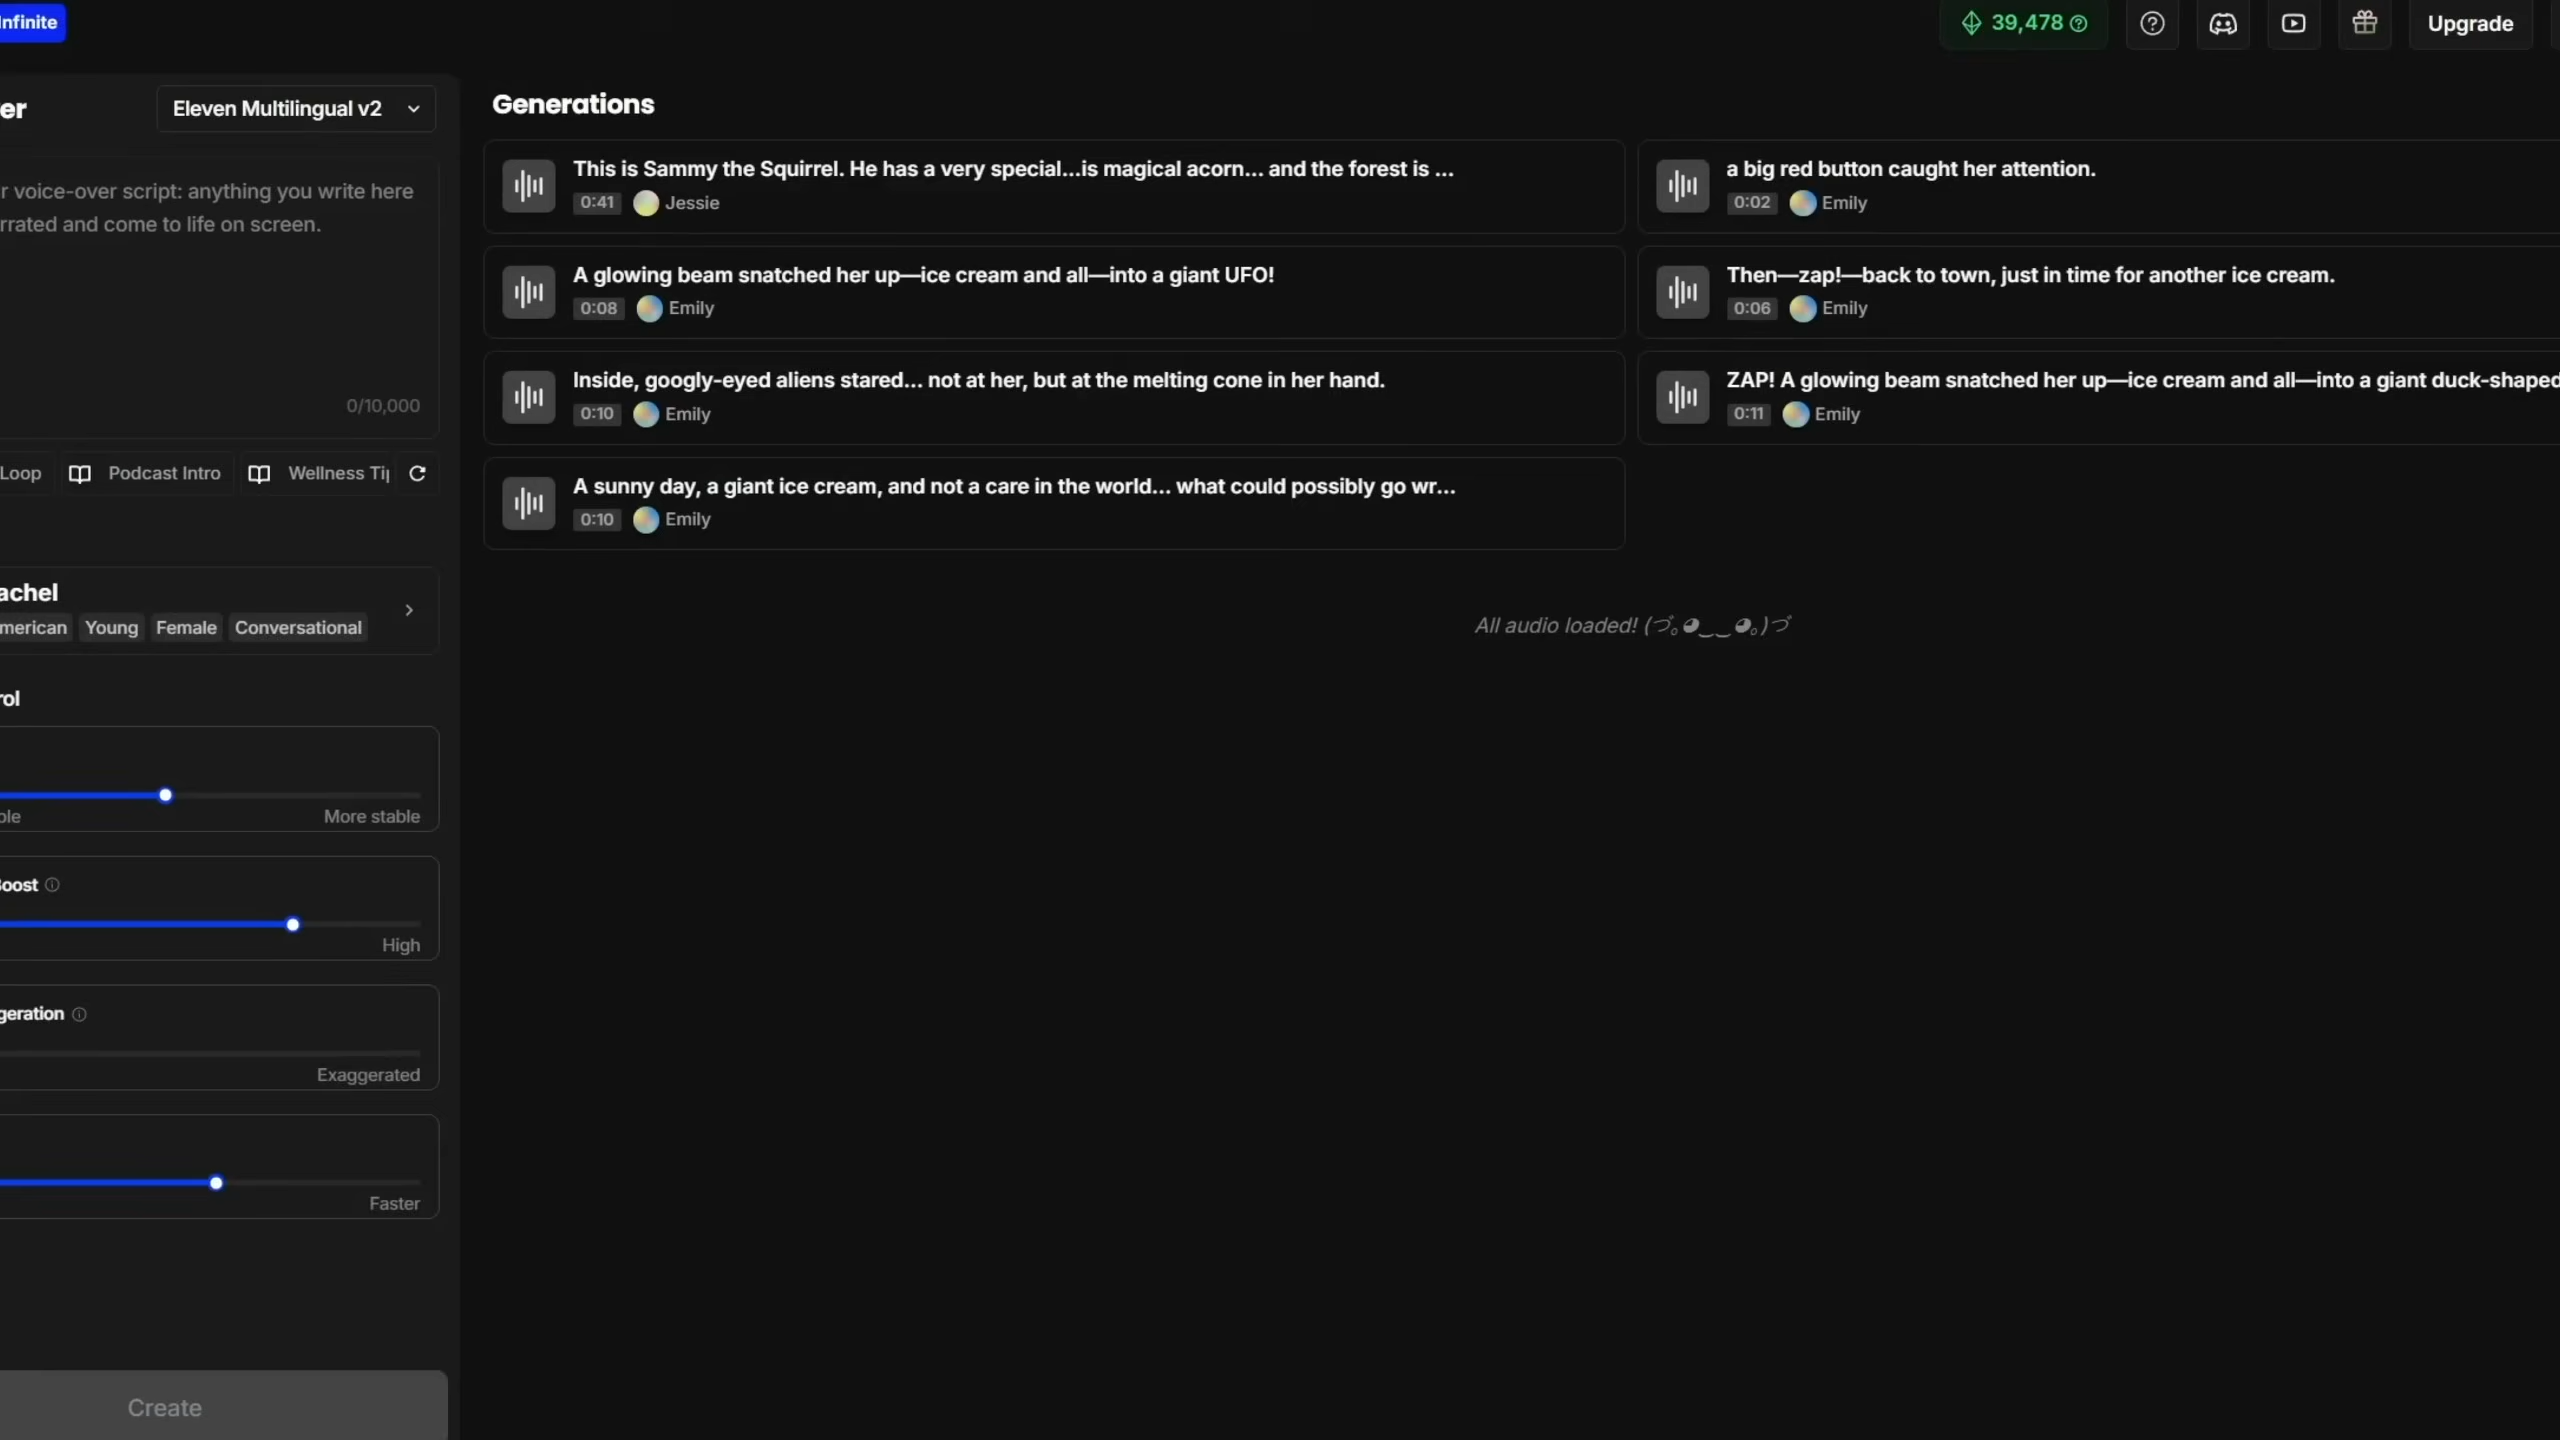 Infinite
39,478
Upgrade
er
Eleven Multilingual v2
r voice-over script: anything you write here
rrated and come to life on screen.
0/10,000
Loop
Podcast Intro
Wellness Tip
achel
merican
Young
Female
Conversational
rol
ble
More stable
Boost
High
geration
Exaggerated
Faster
Create
Generations
This is Sammy the Squirrel. He has a very special...is magical acorn... and the forest is ...
0:41 Jessie
a big red button caught her attention.
0:02 Emily
A glowing beam snatched her up—ice cream and all—into a giant UFO!
0:08 Emily
Then—zap!—back to town, just in time for another ice cream.
0:06 Emily
Inside, googly-eyed aliens stared... not at her, but at the melting cone in her hand.
0:10 Emily
ZAP! A glowing beam snatched her up—ice cream and all—into a giant duck-shaped
0:11 Emily
A sunny day, a giant ice cream, and not a care in the world... what could possibly go wr...
0:10 Emily
All audio loaded! (づ｡◕‿‿◕｡)づ